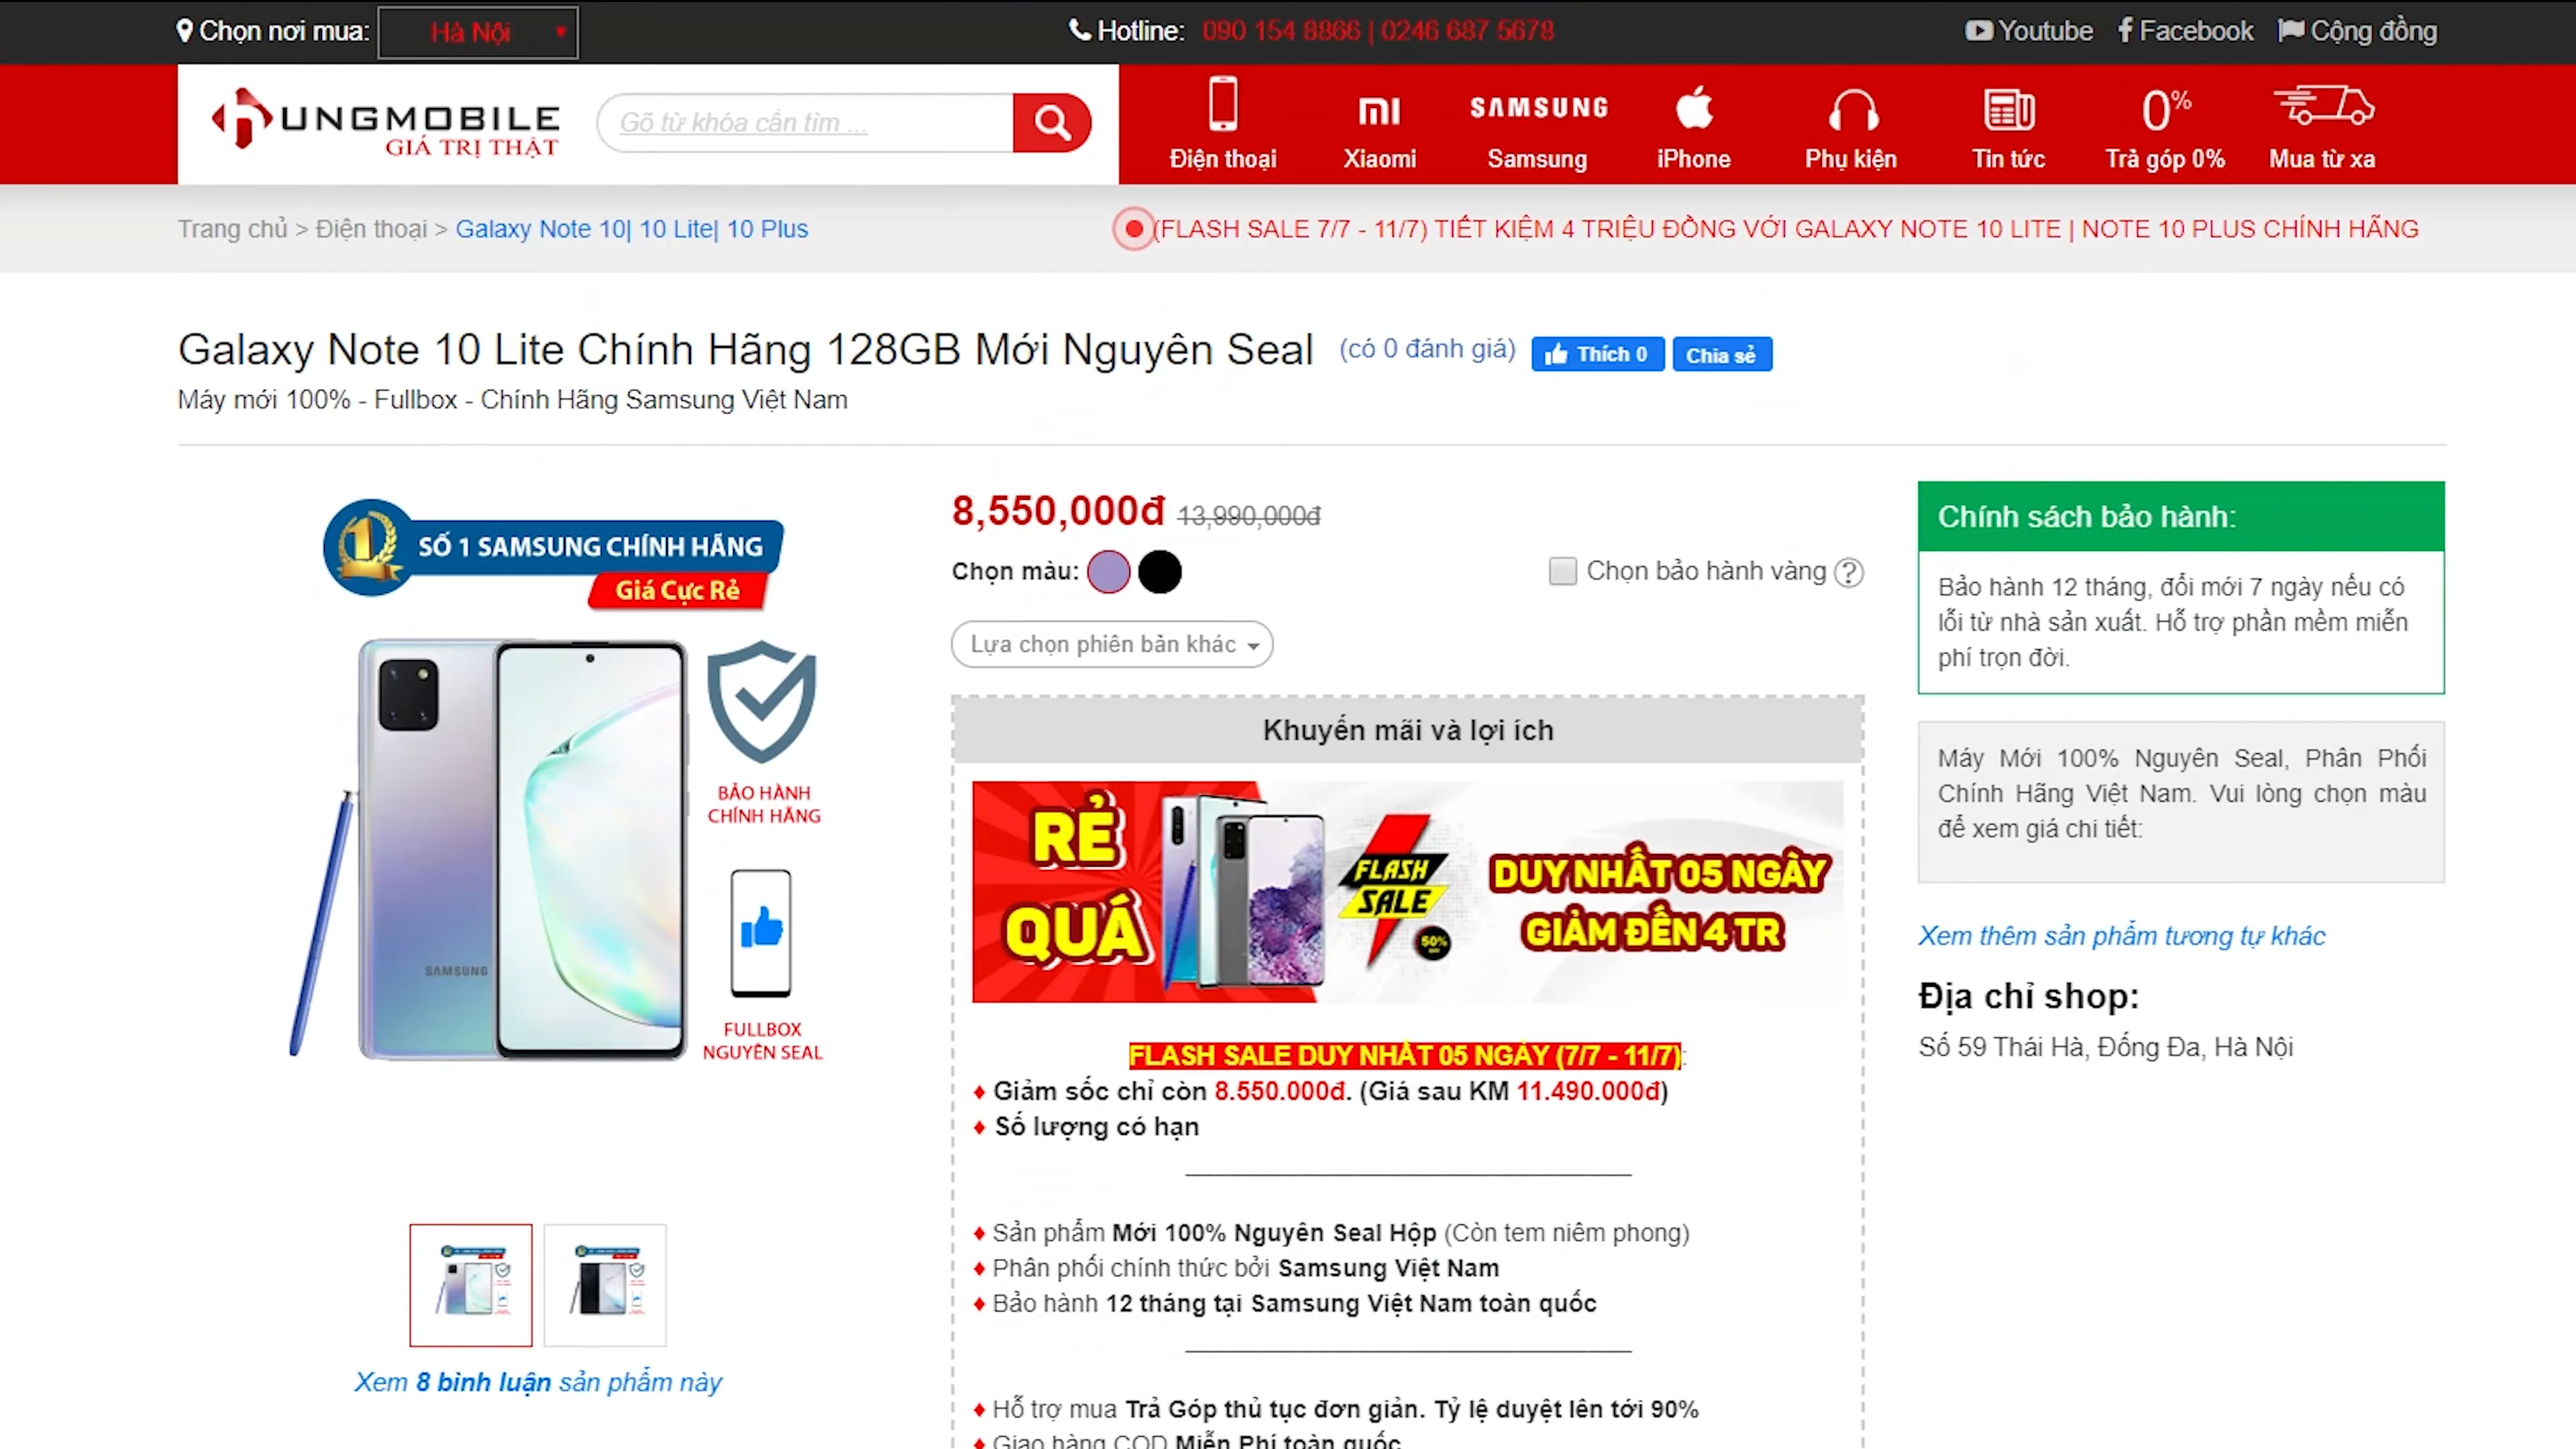 Chọn nơi mua: Hà Nội
Hotline: 090 154 8866 | 0246 687 5678
Youtube Facebook Cộng đồng
HUNGMOBILE
GIÁ TRỊ THẬT
Gõ từ khóa cần tìm ...
Điện thoại
MI
Xiaomi
SAMSUNG
Samsung
iPhone
Phụ kiện
Tin tức
0%
Trả góp 0%
Mua từ xa
Trang chủ > Điện thoại > Galaxy Note 10| 10 Lite| 10 Plus
(FLASH SALE 7/7 - 11/7) TIẾT KIỆM 4 TRIỆU ĐỒNG VỚI GALAXY NOTE 10 LITE | NOTE 10 PLUS CHÍNH HÃNG
Galaxy Note 10 Lite Chính Hãng 128GB Mới Nguyên Seal (có 0 đánh giá) Thích 0 Chia sẻ
Máy mới 100% - Fullbox - Chính Hãng Samsung Việt Nam
1
SỐ 1 SAMSUNG CHÍNH HÃNG
Giá Cực Rẻ
BẢO HÀNH
CHÍNH HÃNG
SAMSUNG
FULLBOX
NGUYÊN SEAL
Xem 8 bình luận sản phẩm này
8,550,000đ 13,990,000đ
Chọn màu:
Chọn bảo hành vàng ?
Lựa chọn phiên bản khác
Khuyến mãi và lợi ích
RẺ
QUÁ
FLASH
SALE
50%
DUY NHẤT 05 NGÀY
GIẢM ĐẾN 4 TR
FLASH SALE DUY NHẤT 05 NGÀY (7/7 - 11/7):
♦ Giảm sốc chỉ còn 8.550.000đ. (Giá sau KM 11.490.000đ)
♦ Số lượng có hạn
♦ Sản phẩm Mới 100% Nguyên Seal Hộp (Còn tem niêm phong)
♦ Phân phối chính thức bởi Samsung Việt Nam
♦ Bảo hành 12 tháng tại Samsung Việt Nam toàn quốc
♦ Hỗ trợ mua Trả Góp thủ tục đơn giản. Tỷ lệ duyệt lên tới 90%
♦ Giao hàng COD Miễn Phí toàn quốc
Chính sách bảo hành:
Bảo hành 12 tháng, đổi mới 7 ngày nếu có
lỗi từ nhà sản xuất. Hỗ trợ phần mềm miễn
phí trọn đời.
Máy Mới 100% Nguyên Seal, Phân Phối
Chính Hãng Việt Nam. Vui lòng chọn màu
để xem giá chi tiết:
Xem thêm sản phẩm tương tự khác
Địa chỉ shop:
Số 59 Thái Hà, Đống Đa, Hà Nội